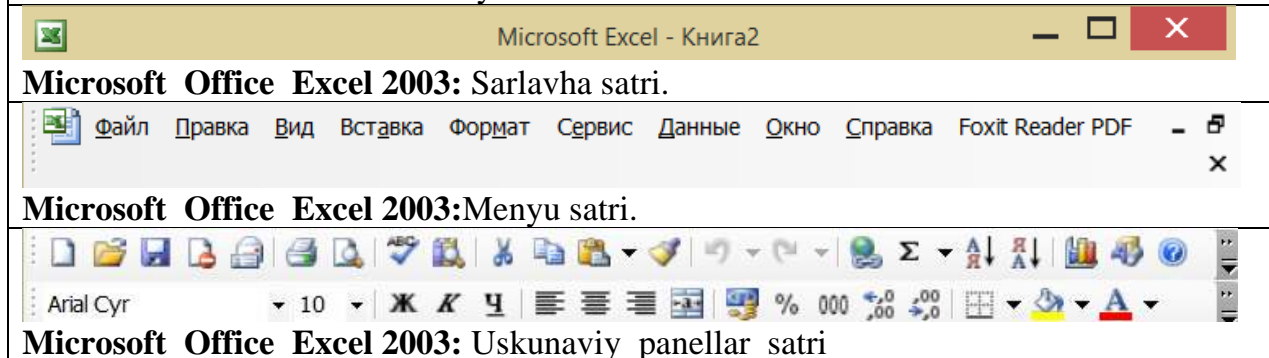 Microsoft Excel - Книга2
Microsoft Office Excel 2003: Sarlavha satri.
Файл Правка Вид Вставка Формат Сервис Данные Окно Справка Foxit Reader PDF
Microsoft Office Excel 2003:Menyu satri.
Arial Cyr 10 Ж К Ч % 000
Microsoft Office Excel 2003: Uskunaviy panellar satri